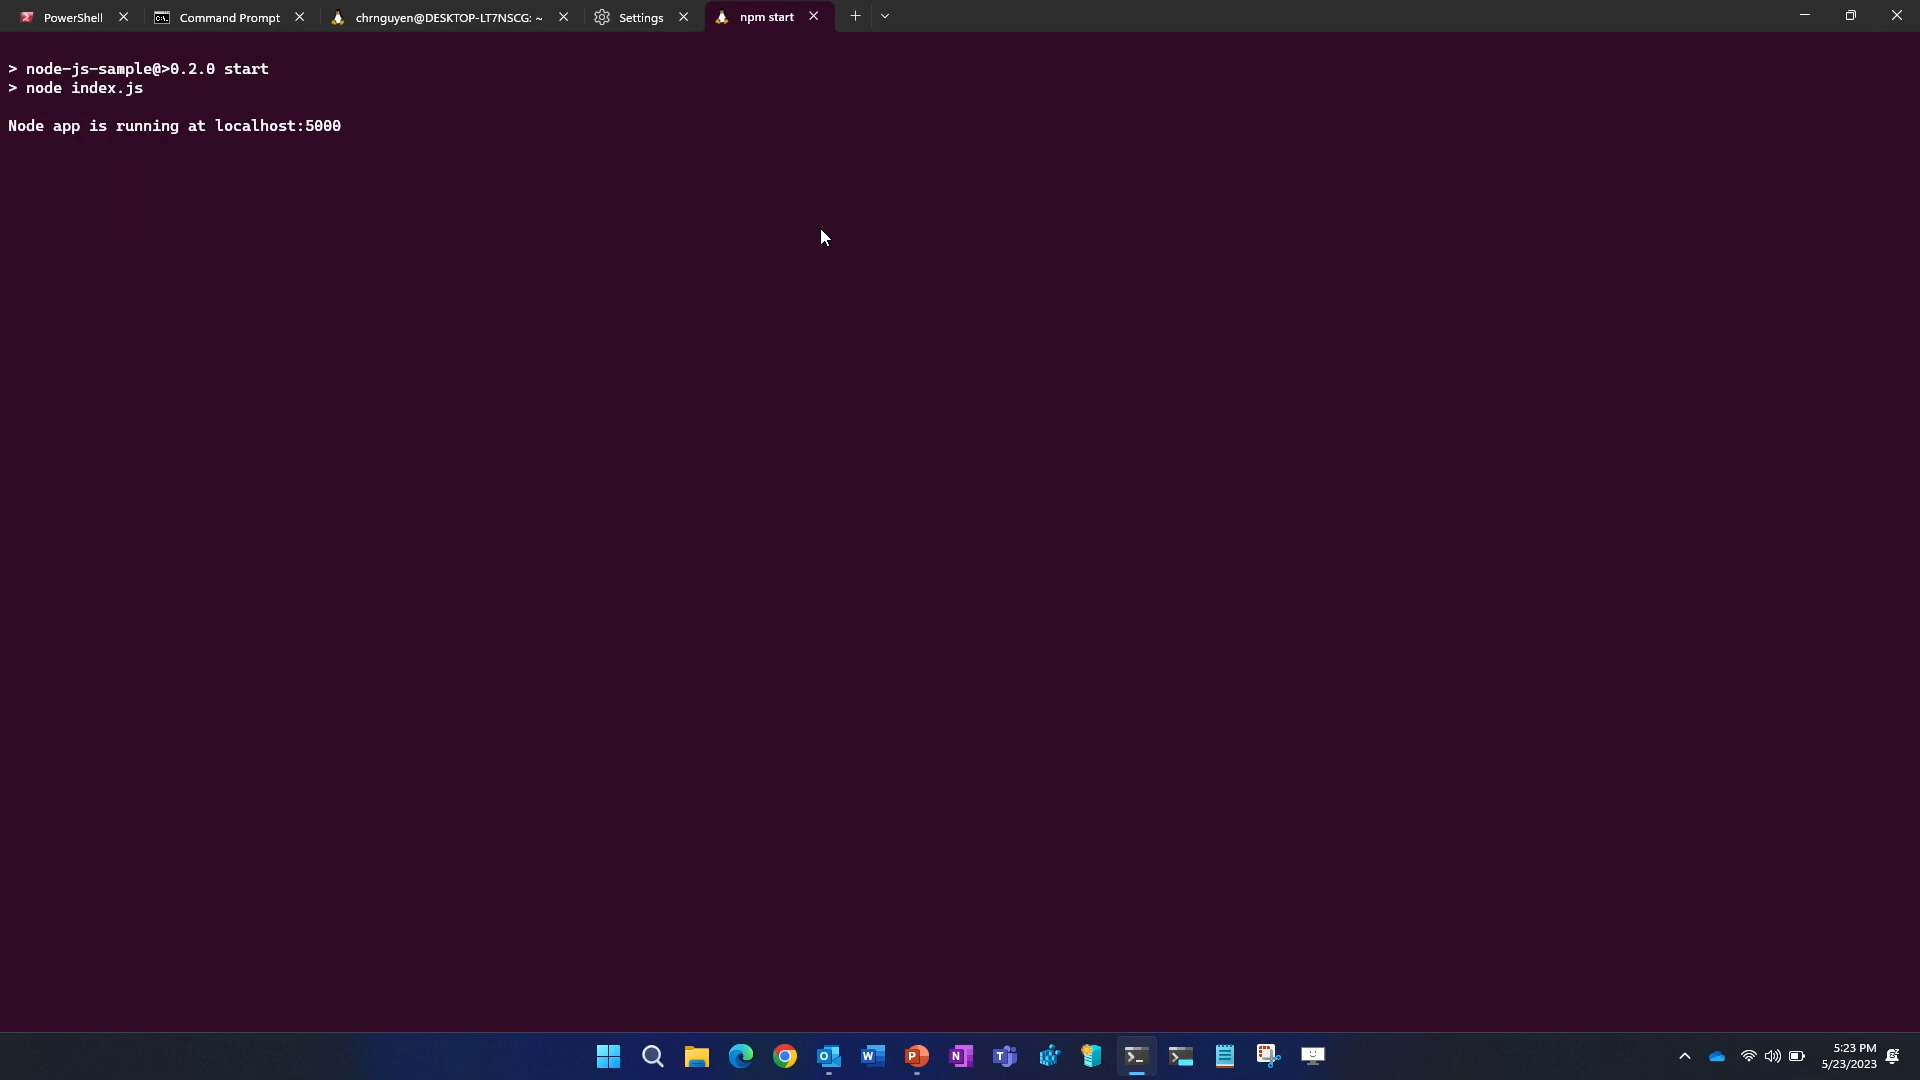 PowerShell
Command Prompt
chrnguyen@DESKTOP-LT7NSCG: ~
Settings
npm start
> node-js-sample@>0.2.0 start
> node index.js
Node app is running at localhost:5000
5:23 PM
5/23/2023